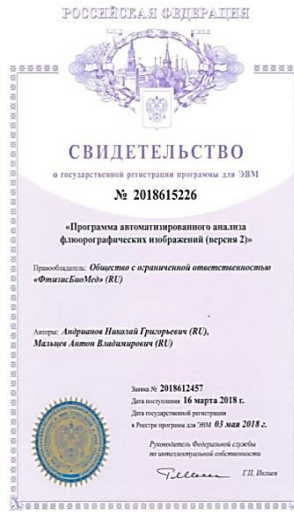 РОССИЙСКАЯ ФЕДЕРАЦИЯ
СВИДЕТЕЛЬСТВО
о государственной регистрации программы для ЭВМ
№ 2018615226
«Программа автоматизированного анализа
флюорографических изображений (версия 2)»
Правообладатель: Общество с ограниченной ответственностью
«ФтизисБиоМед» (RU)
Авторы: Андрианов Николай Григорьевич (RU),
Мальцев Антон Владимирович (RU)
Заявка № 2018612457
Дата поступления 16 марта 2018 г.
Дата государственной регистрации
в Реестре программ для ЭВМ 03 мая 2018 г.
Руководитель Федеральной службы
по интеллектуальной собственности
Г.П. Ивлиев